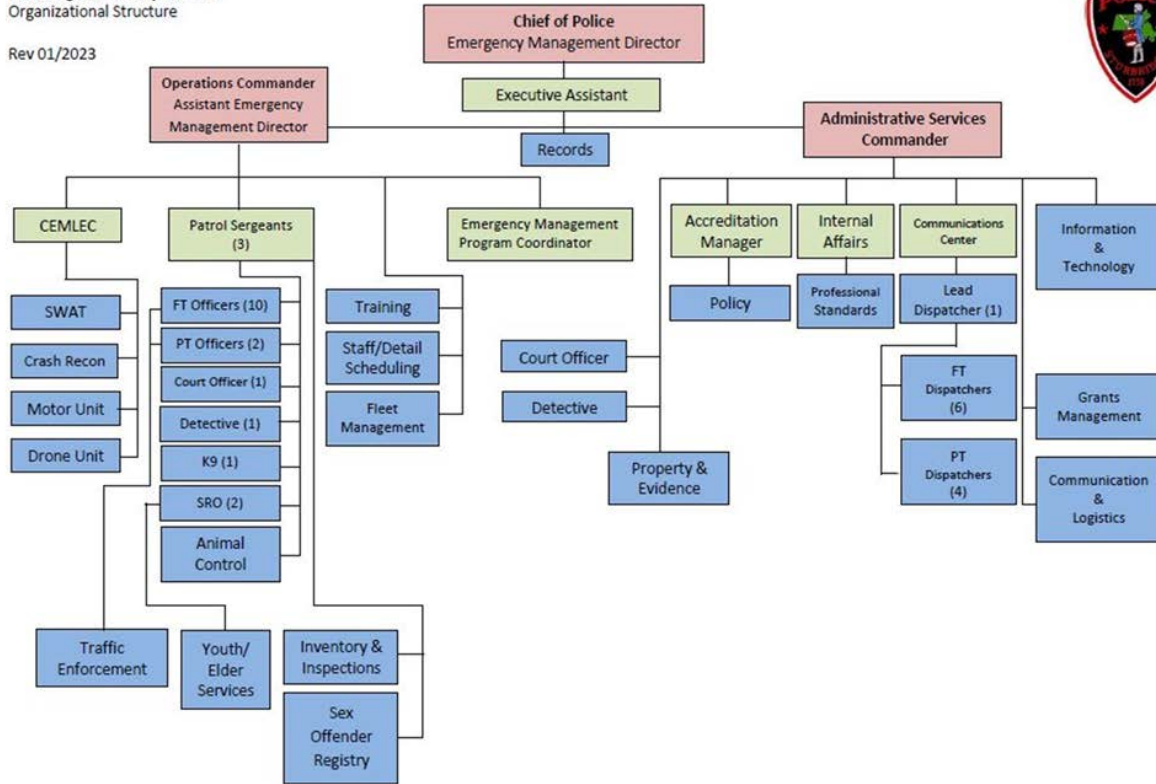 Organizational Structure
Rev 01/2023
Chief of Police
Emergency Management Director
Operations Commander
Assistant Emergency
Management Director
Executive Assistant
Administrative Services
Commander
Records
CEMLEC
Patrol Sergeants
(3)
Emergency Management
Program Coordinator
Accreditation
Manager
Internal
Affairs
Communications
Center
Information
&
Technology
SWAT
Crash Recon
Motor Unit
Drone Unit
FT Officers (10)
PT Officers (2)
Court Officer (1)
Detective (1)
K9 (1)
SRO (2)
Animal
Control
Training
Staff/Detail
Scheduling
Fleet
Management
Policy
Professional
Standards
Lead
Dispatcher (1)
Court Officer
Detective
Property &
Evidence
FT
Dispatchers
(6)
PT
Dispatchers
(4)
Grants
Management
Communication
&
Logistics
Traffic
Enforcement
Youth/
Elder
Services
Inventory &
Inspections
Sex
Offender
Registry